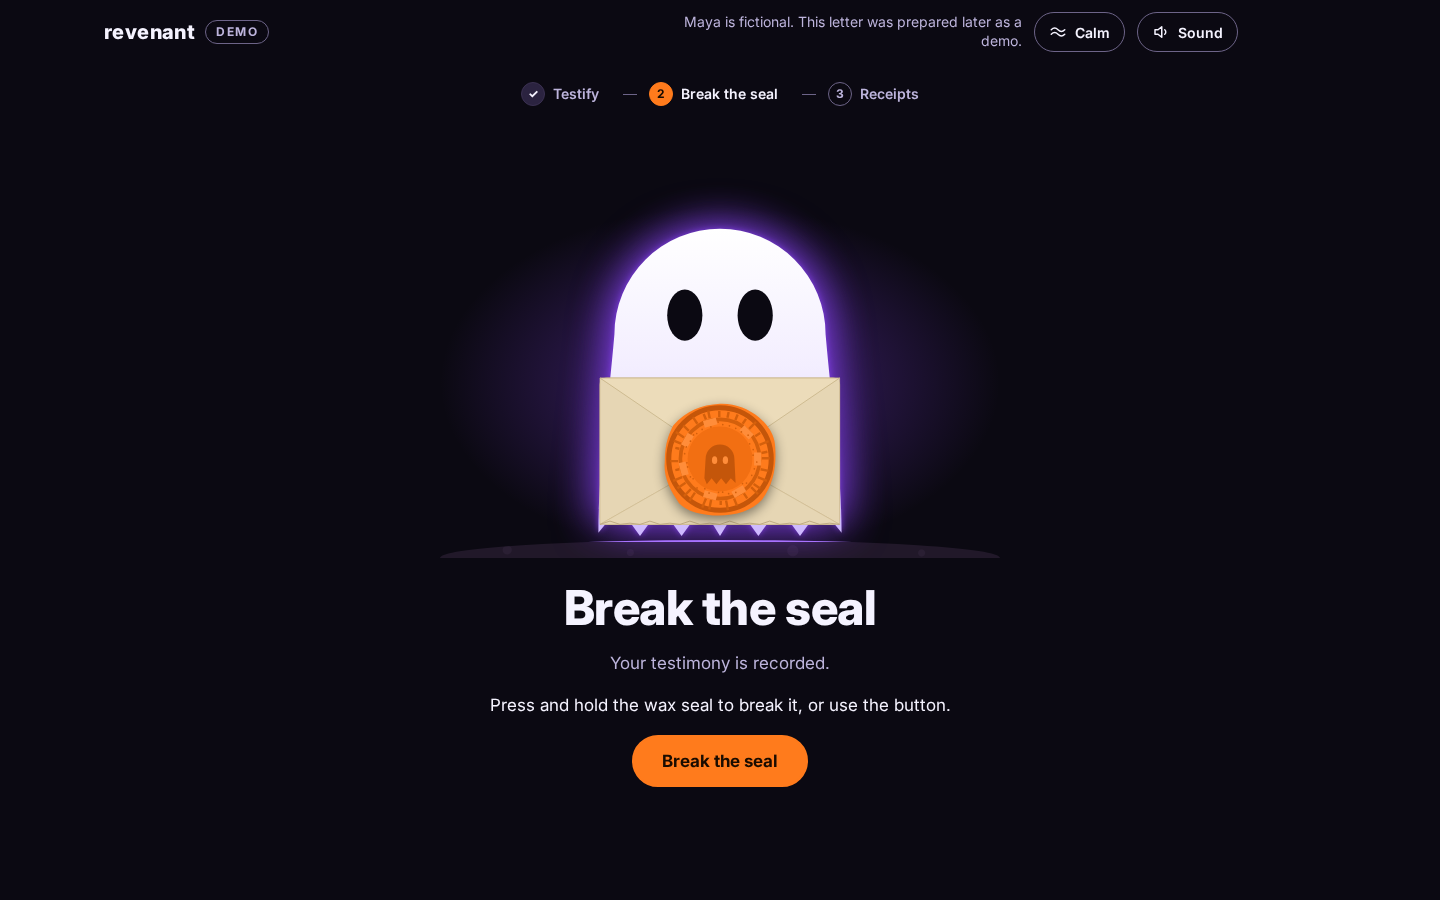 revenant DEMO
Maya is fictional. This letter was prepared later as a
demo.
Calm
Sound
Testify
2 Break the seal
3 Receipts
Break the seal
Your testimony is recorded.
Press and hold the wax seal to break it, or use the button.
Break the seal